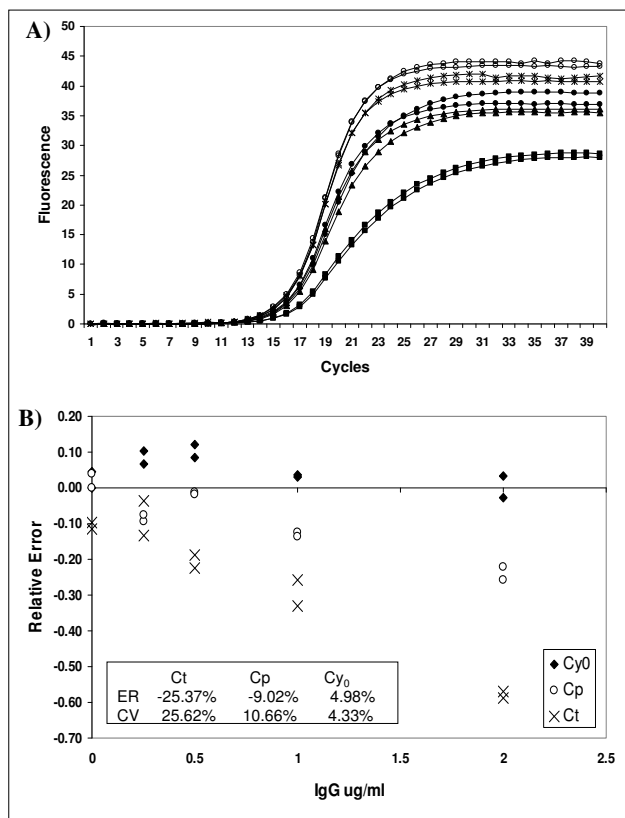 A)
Fluorescence
50
45
40
35
30
25
20
15
10
5
0
1 3 5 7 9 11 13 15 17 19 21 23 25 27 29 31 33 35 37 39
Cycles
B)
Relative Error
0.20
0.10
0.00
-0.10
-0.20
-0.30
-0.40
-0.50
-0.60
-0.70
Ct Cp Cy0
ER -25.37% -9.02% 4.98%
CV 25.62% 10.66% 4.33%
Cy0
Cp
Ct
0 0.5 1 1.5 2 2.5
IgG ug/ml